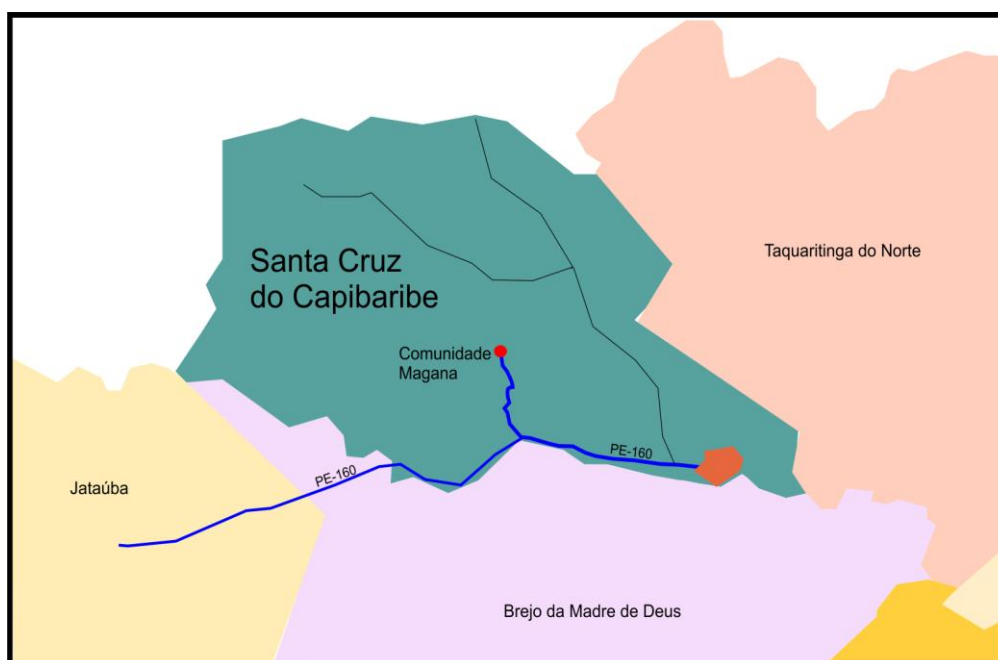 Taquaritinga do Norte
Santa Cruz
do Capibaribe
Comunidade
Magana
PE-160
PE-160
Jataúba
Brejo da Madre de Deus